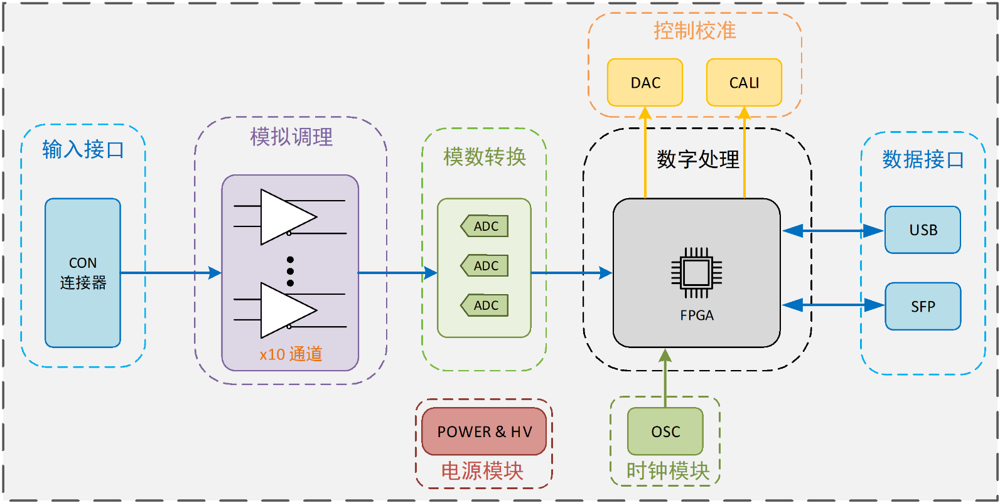 控制校准
DAC
CALI
输入接口
CON
连接器
模拟调理
x10 通道
模数转换
ADC
ADC
ADC
数字处理
FPGA
数据接口
USB
SFP
POWER & HV
电源模块
OSC
时钟模块